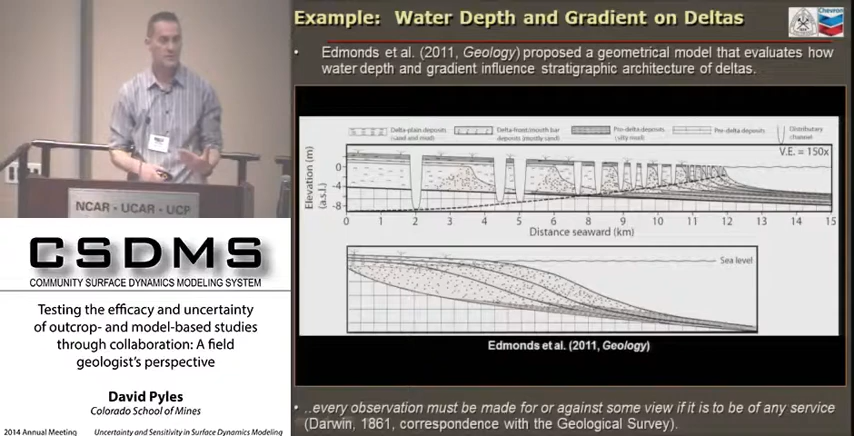 NCAR - UCAR - UCP
CSDMS
COMMUNITY SURFACE DYNAMICS MODELING SYSTEM
Testing the efficacy and uncertainty
of outcrop- and model-based studies
through collaboration: A field
geologist's perspective
David Pyles
Colorado School of Mines
2014 Annual Meeting
Uncertainty and Sensitivity in Surface Dynamics Modeling
Example: Water Depth and Gradient on Deltas
Chevron
• Edmonds et al. (2011, Geology) proposed a geometrical model that evaluates how
water depth and gradient influence stratigraphic architecture of deltas.
Delta-plain deposits
(sand and mud)
Delta-front/mouth bar
deposits (mostly sand)
Pro-delta deposits
(silty mud)
Pre-delta deposits
Distributary
channel
V.E. = 150x
Elevation (m)
(a.s.l.)
0
-4
-8
0 1 2 3 4 5 6 7 8 9 10 11 12 13 14 15
Distance seaward (km)
Sea level
Edmonds et al. (2011, Geology)
• ..every observation must be made for or against some view if it is to be of any service
(Darwin, 1861, correspondence with the Geological Survey).